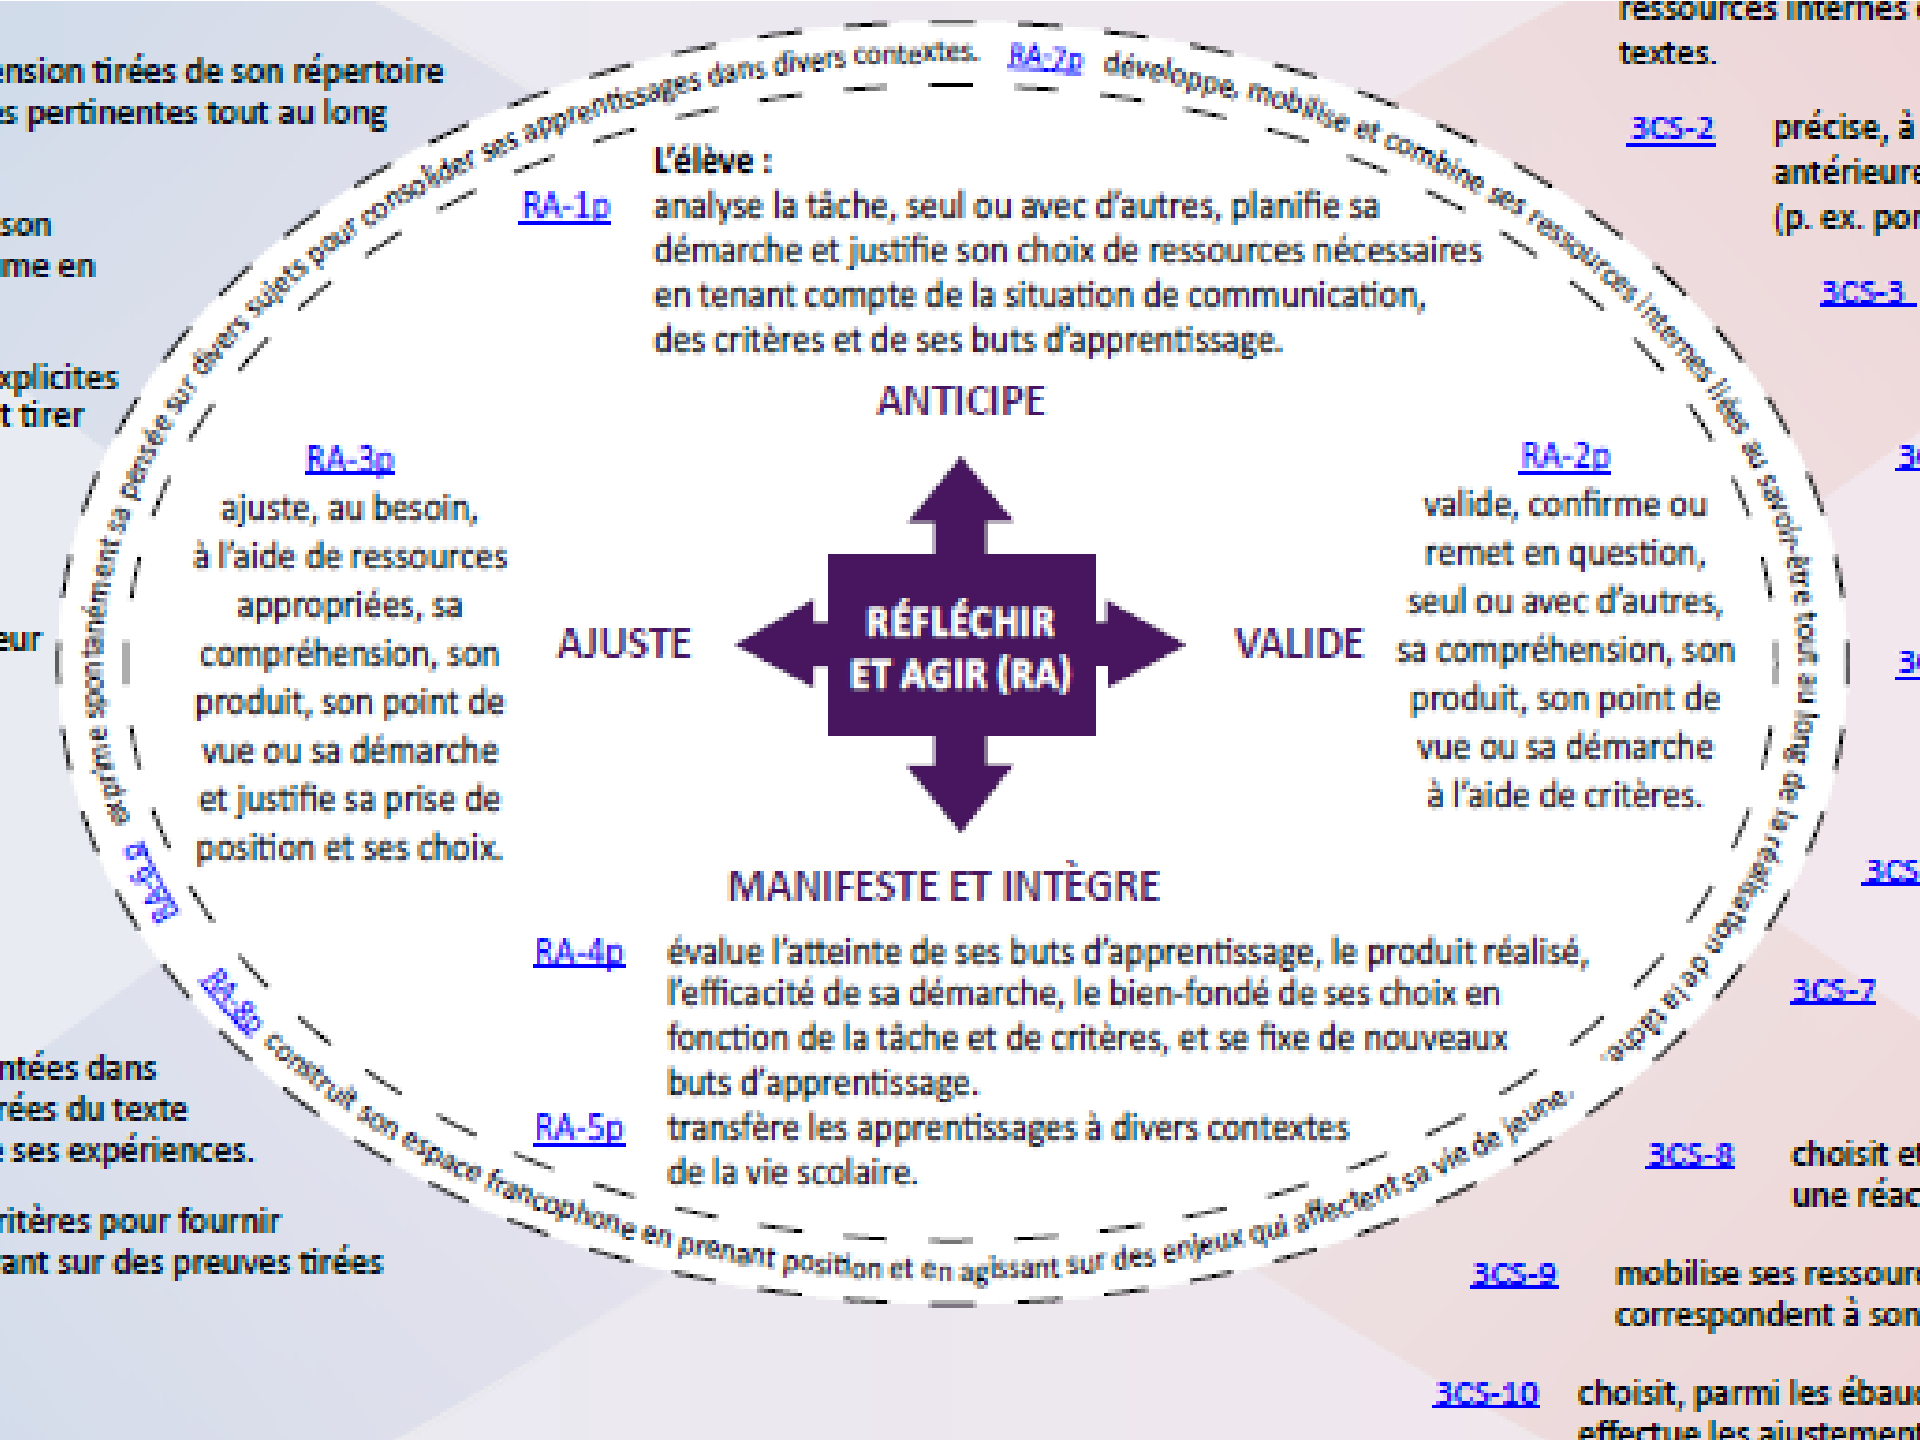 ension tirées de son répertoire
es pertinentes tout au long
son
me en
xplicites
t tirer
eur
ntées dans
rées du texte
e ses expériences.
ritères pour fournir
ant sur des preuves tirées
RA-6p exprime spontanément sa pensée sur divers sujets pour consolider ses apprentissages dans divers contextes.
RA-7p développe, mobilise et combine ses ressources internes liées au savoir-être tout au long de la réalisation de la tâche.
RA-8p construit son espace francophone en prenant position et en agissant sur des enjeux qui affectent sa vie de jeune.
L'élève :
RA-1p analyse la tâche, seul ou avec d'autres, planifie sa
démarche et justifie son choix de ressources nécessaires
en tenant compte de la situation de communication,
des critères et de ses buts d'apprentissage.
ANTICIPE
RA-3p
ajuste, au besoin,
à l'aide de ressources
appropriées, sa
compréhension, son
produit, son point de
vue ou sa démarche
et justifie sa prise de
position et ses choix.
AJUSTE
RÉFLÉCHIR
ET AGIR (RA)
VALIDE
RA-2p
valide, confirme ou
remet en question,
seul ou avec d'autres,
sa compréhension, son
produit, son point de
vue ou sa démarche
à l'aide de critères.
MANIFESTE ET INTÈGRE
RA-4p évalue l'atteinte de ses buts d'apprentissage, le produit réalisé,
l'efficacité de sa démarche, le bien-fondé de ses choix en
fonction de la tâche et de critères, et se fixe de nouveaux
buts d'apprentissage.
RA-5p transfère les apprentissages à divers contextes
de la vie scolaire.
ressources internes
textes.
3CS-2 précise, à
antérieure
(p. ex. por
3CS-3
3CS-7
3CS-8 choisit et
une réac
3CS-9 mobilise ses ressour
correspondent à son
3CS-10 choisit, parmi les ébau
effectue les ajustement